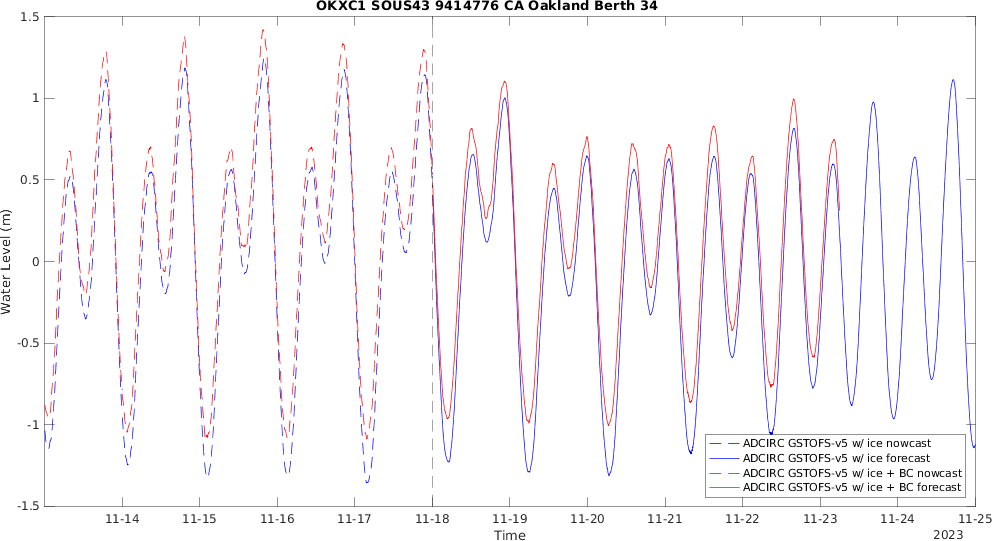 OKXC1 SOUS43 9414776 CA Oakland Berth 34
1.5
1
0.5
0
-0.5
-1
-1.5
Water Level (m)
ADCIRC GSTOFS-v5 w/ ice nowcast
ADCIRC GSTOFS-v5 w/ ice forecast
ADCIRC GSTOFS-v5 w/ ice + BC nowcast
ADCIRC GSTOFS-v5 w/ ice + BC forecast
11-14 11-15 11-16 11-17 11-18 11-19 11-20 11-21 11-22 11-23 11-24 11-25
Time
2023